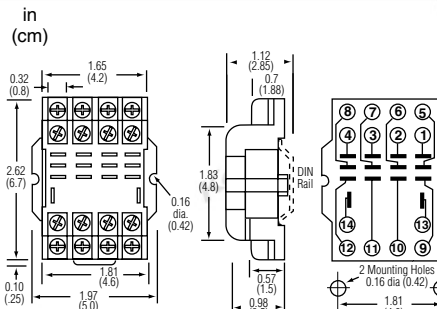 in
(cm)
1.65
(4.2)
0.32
(0.8)
2.62
(6.7)
0.10
(.25)
1.81
(4.6)
1.97
(5.0)
0.16
dia.
(0.42)
1.12
(2.85)
0.7
(1.88)
1.83
(4.8)
DIN
Rail
0.57
(1.5)
0.98
8 7 6 5
4 3 2 1
14 13
12 11 10 9
2 Mounting Holes
0.16 dia (0.42)
1.81